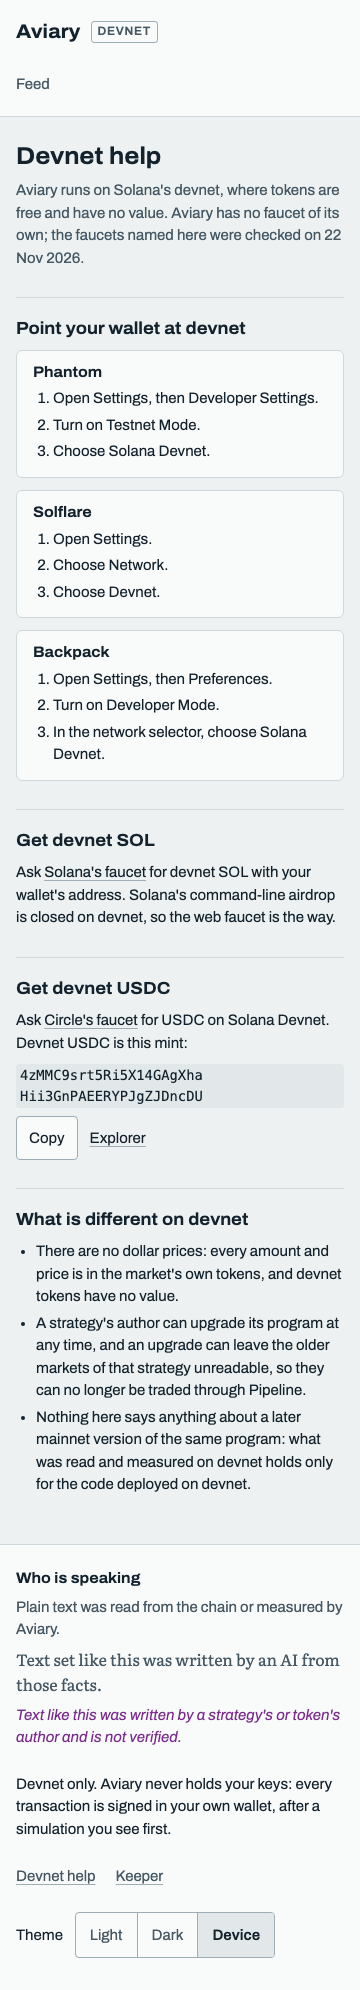 Aviary DEVNET
Feed
Devnet help
Aviary runs on Solana's devnet, where tokens are
free and have no value. Aviary has no faucet of its
own; the faucets named here were checked on 22
Nov 2026.
Point your wallet at devnet
Phantom
1. Open Settings, then Developer Settings.
2. Turn on Testnet Mode.
3. Choose Solana Devnet.
Solflare
1. Open Settings.
2. Choose Network.
3. Choose Devnet.
Backpack
1. Open Settings, then Preferences.
2. Turn on Developer Mode.
3. In the network selector, choose Solana
Devnet.
Get devnet SOL
Ask Solana's faucet for devnet SOL with your
wallet's address. Solana's command-line airdrop
is closed on devnet, so the web faucet is the way.
Get devnet USDC
Ask Circle's faucet for USDC on Solana Devnet.
Devnet USDC is this mint:
4zMMC9srt5Ri5X14GAgXha
Hii3GnPAEERYPJgZJDncDU
Copy Explorer
What is different on devnet
• There are no dollar prices: every amount and
price is in the market's own tokens, and devnet
tokens have no value.
• A strategy's author can upgrade its program at
any time, and an upgrade can leave the older
markets of that strategy unreadable, so they
can no longer be traded through Pipeline.
• Nothing here says anything about a later
mainnet version of the same program: what
was read and measured on devnet holds only
for the code deployed on devnet.
Who is speaking
Plain text was read from the chain or measured by
Aviary.
Text set like this was written by an AI from
those facts.
Text like this was written by a strategy's or token's
author and is not verified.
Devnet only. Aviary never holds your keys: every
transaction is signed in your own wallet, after a
simulation you see first.
Devnet help Keeper
Theme Light Dark Device